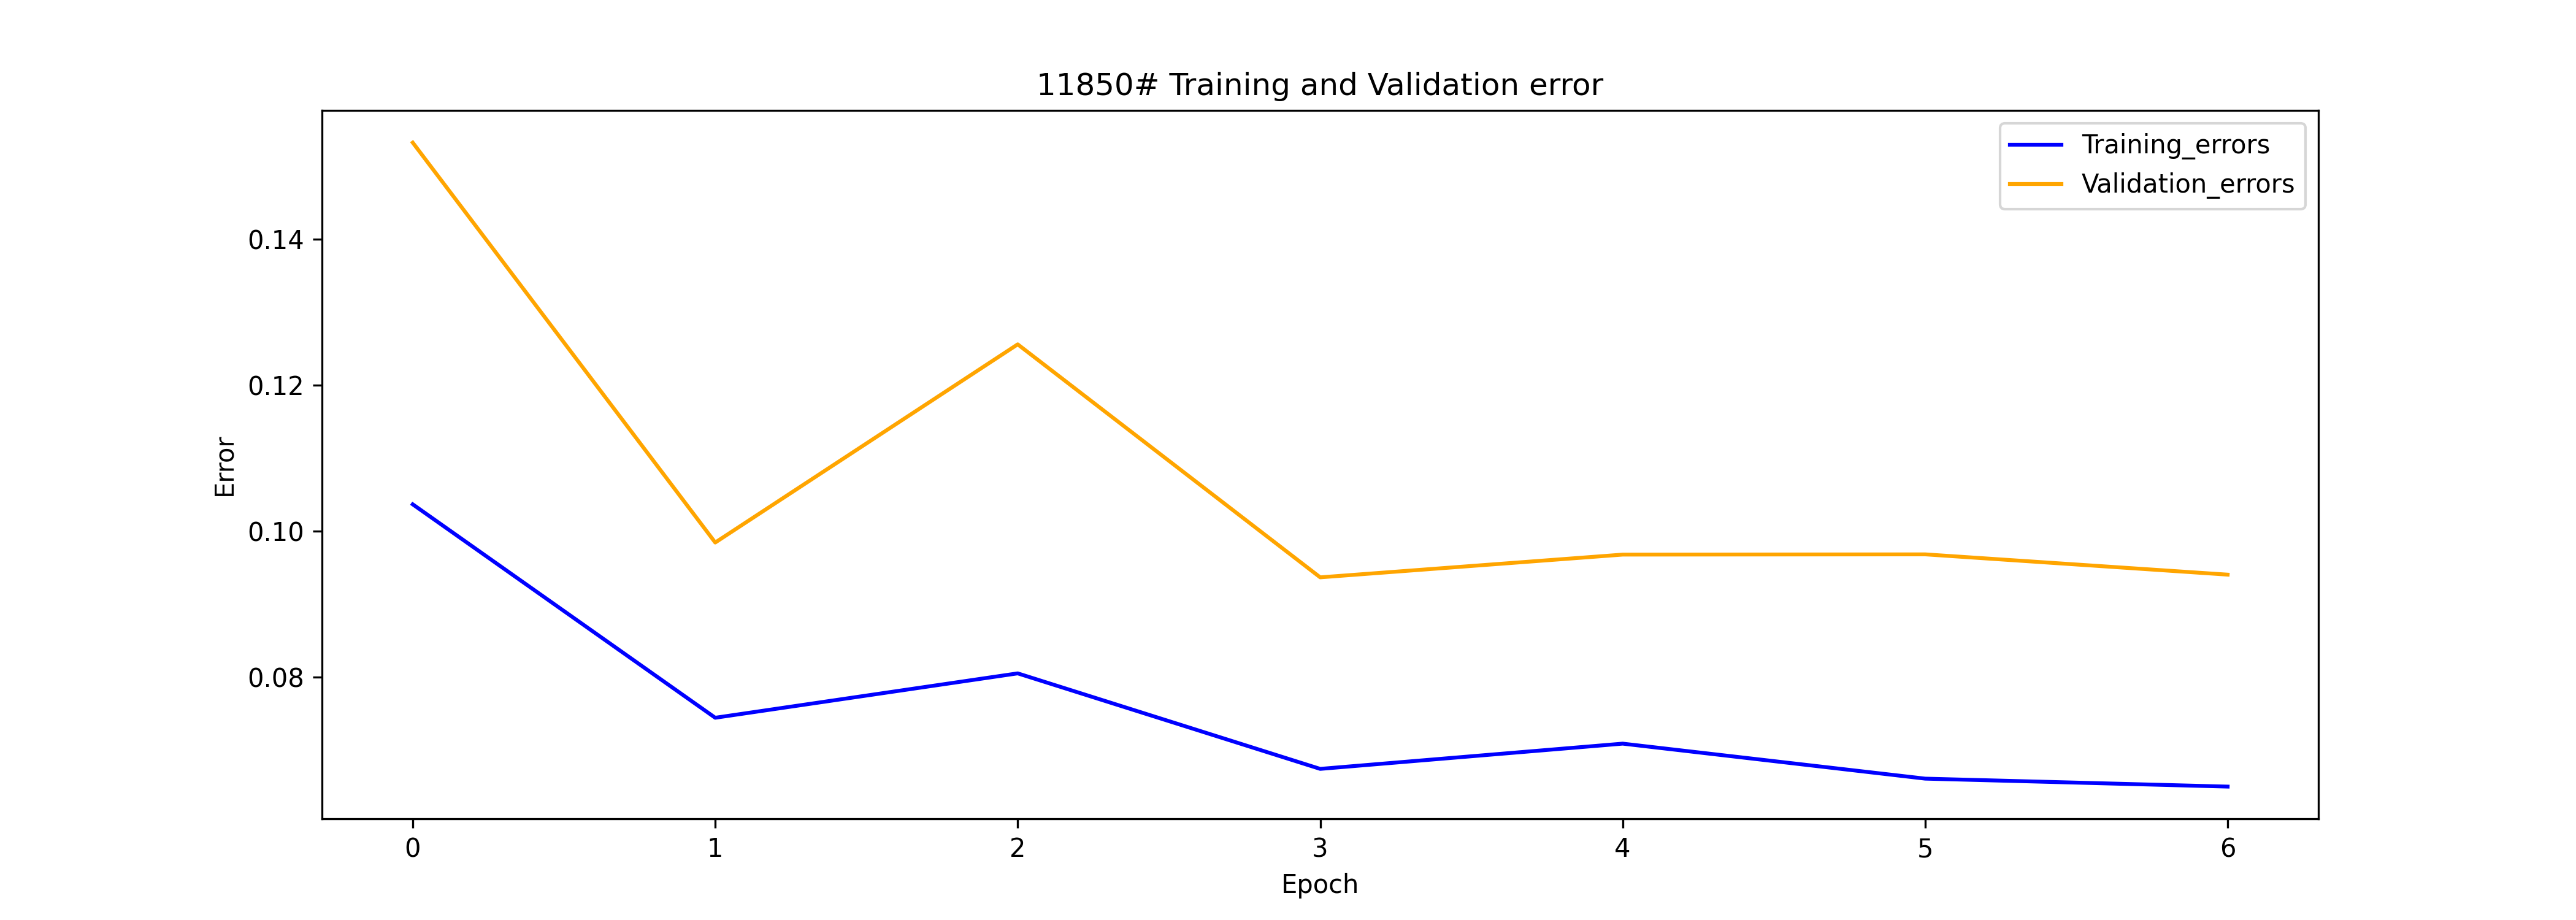 11850# Training and Validation error
Training_errors
Validation_errors
0.14
0.12
0.10
0.08
Error
0 1 2 3 4 5 6
Epoch